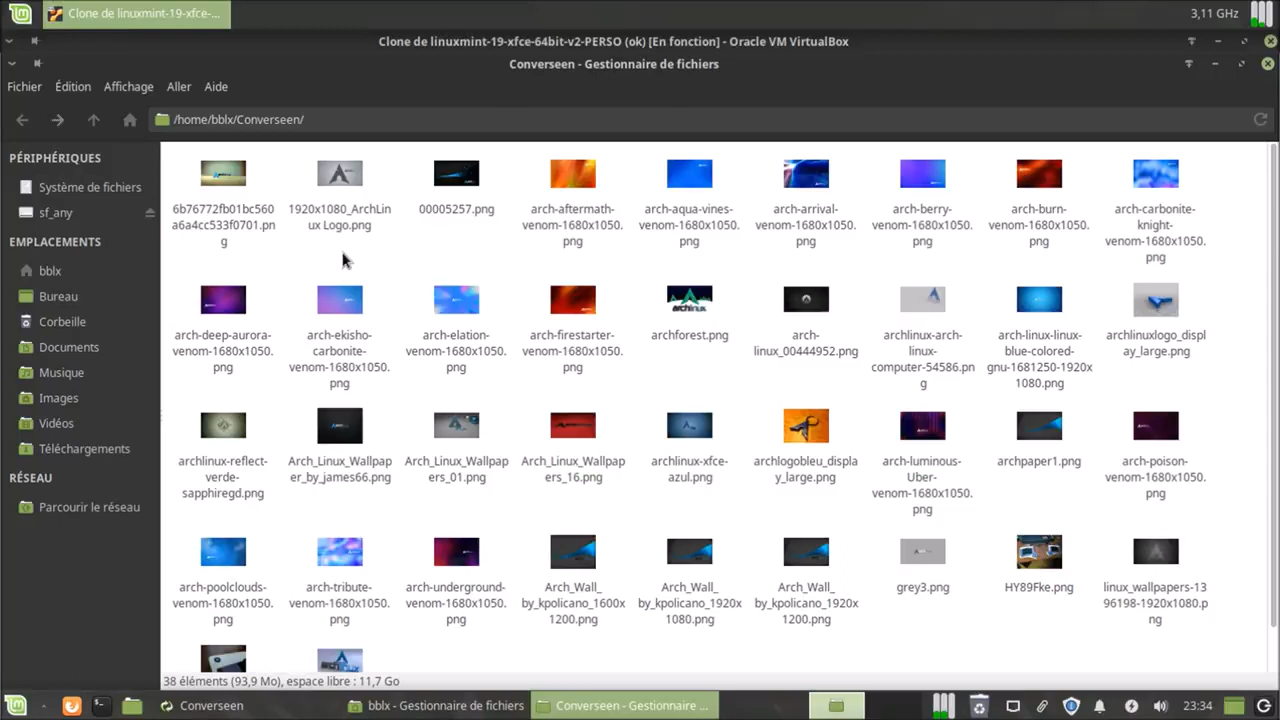 Clone de linuxmint-19-xfce-...
3,11 GHz
Clone de linuxmint-19-xfce-64bit-v2-PERSO (ok) [En fonction] - Oracle VM VirtualBox
Converseen - Gestionnaire de fichiers
Fichier Édition Affichage Aller Aide
/home/bblx/Converseen/
PÉRIPHÉRIQUES
Système de fichiers
sf_any
EMPLACEMENTS
bblx
Bureau
Corbeille
Documents
Musique
Images
Vidéos
Téléchargements
RÉSEAU
Parcourir le réseau
6b76772fb01bc560
a6a4cc533f0701.pn
g
1920x1080_ArchLin
ux Logo.png
00005257.png
arch-aftermath-
venom-1680x1050.
png
arch-aqua-vines-
venom-1680x1050.
png
arch-arrival-
venom-1680x1050.
png
arch-berry-
venom-1680x1050.
png
arch-burn-
venom-1680x1050.
png
arch-carbonite-
knight-
venom-1680x1050.
png
arch-deep-aurora-
venom-1680x1050.
png
arch-ekisho-
carbonite-
venom-1680x1050.
png
arch-elation-
venom-1680x1050.
png
arch-firestarter-
venom-1680x1050.
png
archforest.png
arch-
linux_00444952.png
archlinux-arch-
linux-
computer-54586.pn
g
arch-linux-linux-
blue-colored-
gnu-1681250-1920x
1080.png
archlinuxlogo_displ
ay_large.png
archlinux-reflect-
verde-
sapphiregd.png
Arch_Linux_Wallpap
er_by_james66.png
Arch_Linux_Wallpap
ers_01.png
Arch_Linux_Wallpap
ers_16.png
archlinux-xfce-
azul.png
archlogobleu_displa
y_large.png
arch-luminous-
Uber-
venom-1680x1050.
png
archpaper1.png
arch-poison-
venom-1680x1050.
png
arch-poolclouds-
venom-1680x1050.
png
arch-tribute-
venom-1680x1050.
png
arch-underground-
venom-1680x1050.
png
Arch_Wall_
by_kpolicano_1600x
1200.png
Arch_Wall_
by_kpolicano_1920x
1080.png
Arch_Wall_
by_kpolicano_1920x
1200.png
grey3.png
HY89Fke.png
linux_wallpapers-13
96198-1920x1080.p
ng
38 éléments (93,9 Mo), espace libre : 11,7 Go
Converseen
bblx - Gestionnaire de fichiers
Converseen - Gestionnaire ...
23:34